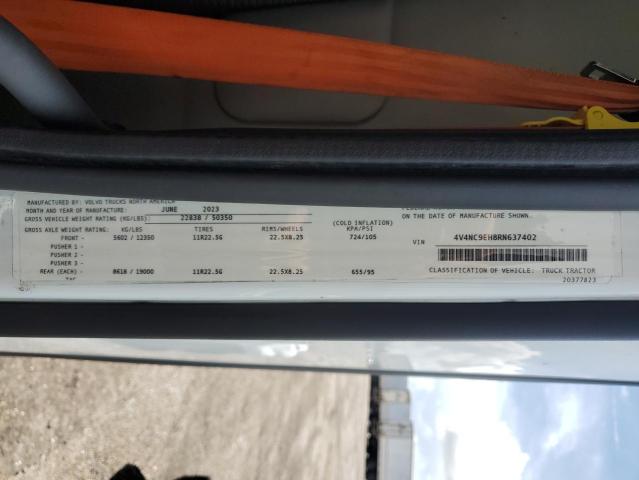 MANUFACTURED BY: VOLVO TRUCKS NORTH AMERICA
MONTH AND YEAR OF MANUFACTURE: JUNE 2023
GROSS VEHICLE WEIGHT RATING (KG/LBS) 22838 / 50350
GROSS AXLE WEIGHT RATING: KG/LBS TIRES RIMS/WHEELS (COLD INFLATION) KPA/PSI
FRONT - 5602 / 12350 11R22.5G 22.5X8.25 724/105
PUSHER 1 -
PUSHER 2 -
PUSHER 3 -
REAR (EACH) - 8618 / 19000 11R22.5G 22.5X8.25 655/95
ON THE DATE OF MANUFACTURE SHOWN.
VIN 4V4NC9EH8RN637402
CLASSIFICATION OF VEHICLE: TRUCK TRACTOR
20377823